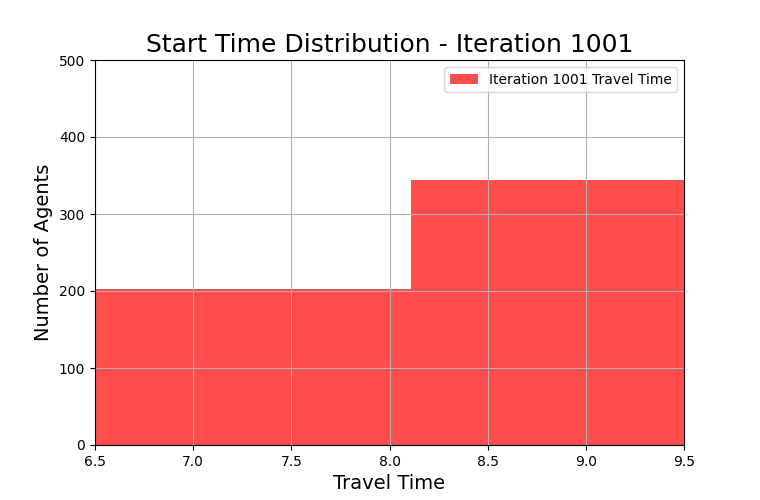 Start Time Distribution - Iteration 1001
500
Iteration 1001 Travel Time
400
300
200
100
0
Number of Agents
6.5 7.0 7.5 8.0 8.5 9.0 9.5
Travel Time